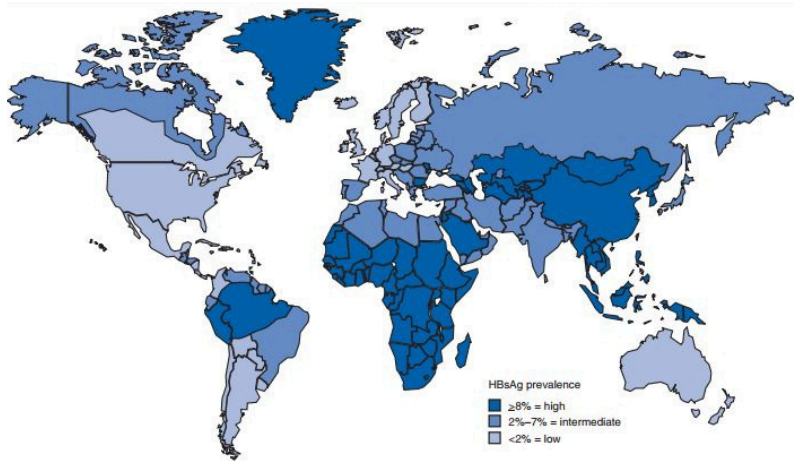 HBsAg prevalence
≥8% = high
2%–7% = intermediate
<2% = low